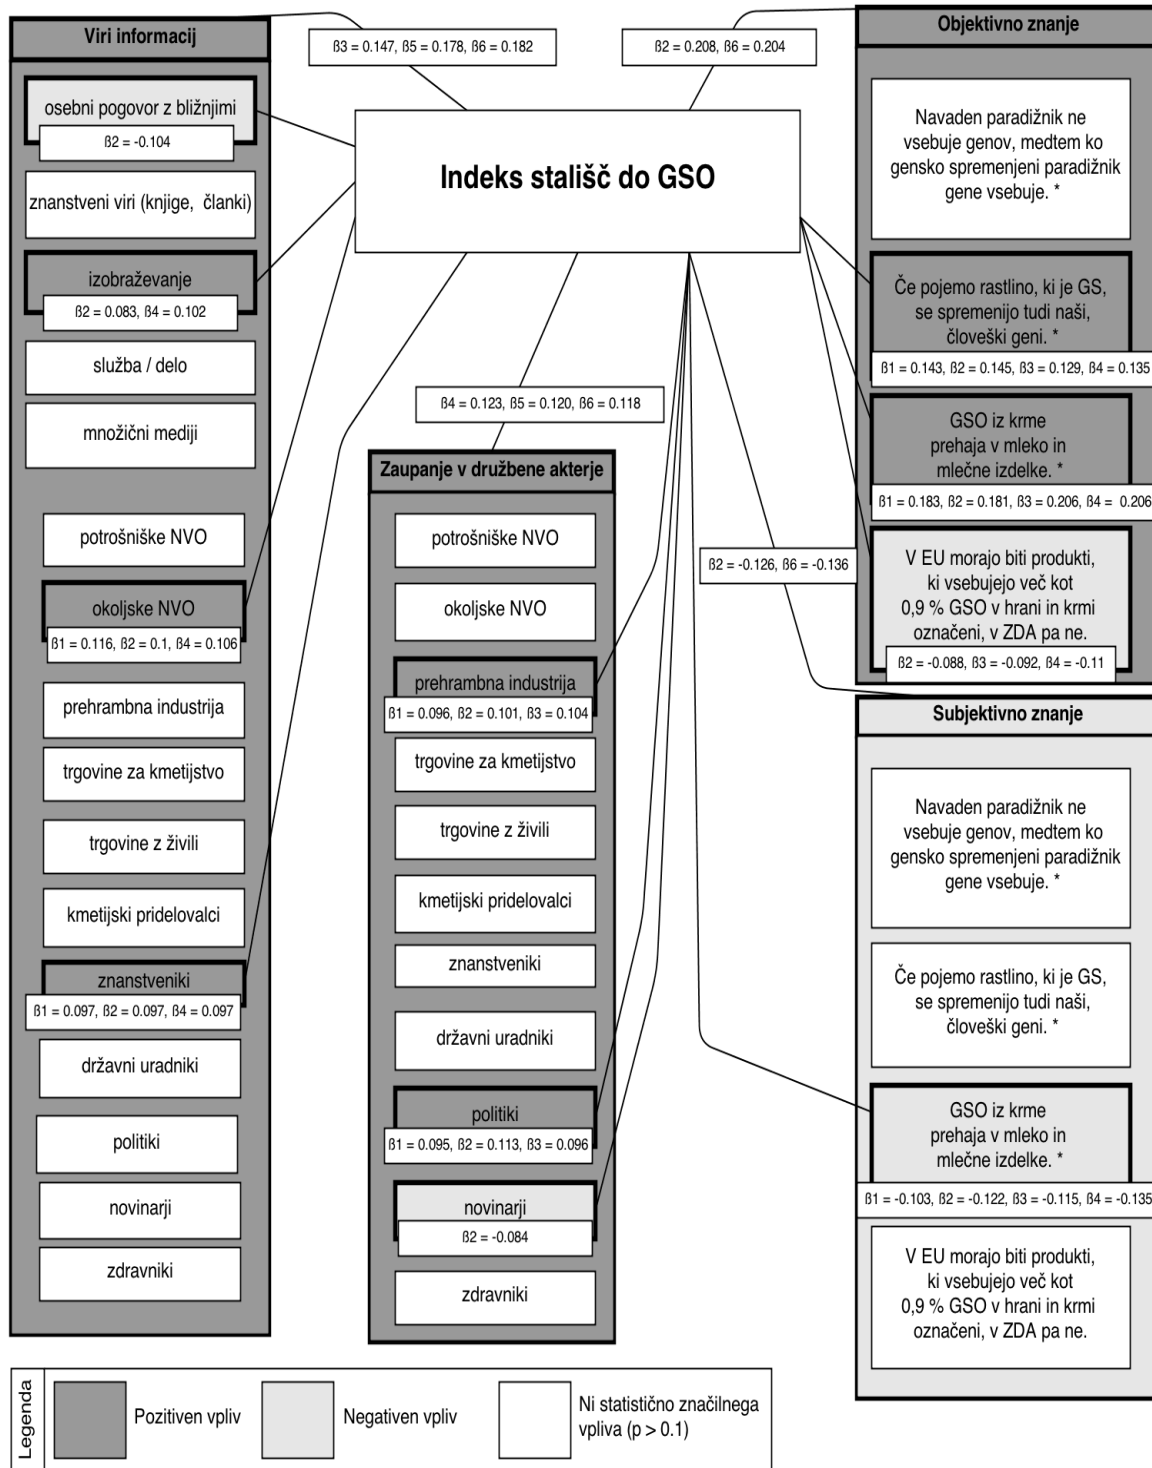 Viri informacij
osebni pogovor z bližnjimi
ß2 = -0.104
znanstveni viri (knjige, članki)
izobraževanje
ß2 = 0.083, ß4 = 0.102
služba / delo
množični mediji
potrošniške NVO
okoljske NVO
ß1 = 0.116, ß2 = 0.1, ß4 = 0.106
prehrambna industrija
trgovine za kmetijstvo
trgovine z živili
kmetijski pridelovalci
znanstveniki
ß1 = 0.097, ß2 = 0.097, ß4 = 0.097
državni uradniki
politiki
novinarji
zdravniki
ß3 = 0.147, ß5 = 0.178, ß6 = 0.182
ß2 = 0.208, ß6 = 0.204
Indeks stališč do GSO
ß4 = 0.123, ß5 = 0.120, ß6 = 0.118
Zaupanje v družbene akterje
potrošniške NVO
okoljske NVO
prehrambna industrija
ß1 = 0.096, ß2 = 0.101, ß3 = 0.104
trgovine za kmetijstvo
trgovine z živili
kmetijski pridelovalci
znanstveniki
državni uradniki
politiki
ß1 = 0.095, ß2 = 0.113, ß3 = 0.096
novinarji
ß2 = -0.084
zdravniki
ß2 = -0.126, ß6 = -0.136
Objektivno znanje
Navaden paradižnik ne
vsebuje genov, medtem ko
gensko spremenjeni paradižnik
gene vsebuje. *
Če pojemo rastlino, ki je GS,
se spremenijo tudi naši,
človeški geni. *
ß1 = 0.143, ß2 = 0.145, ß3 = 0.129, ß4 = 0.135
GSO iz krme
prehaja v mleko in
mlečne izdelke. *
ß1 = 0.183, ß2 = 0.181, ß3 = 0.206, ß4 = 0.206
V EU morajo biti produkti,
ki vsebujejo več kot
0,9 % GSO v hrani in krmi
označeni, v ZDA pa ne.
ß2 = -0.088, ß3 = -0.092, ß4 = -0.11
Subjektivno znanje
Navaden paradižnik ne
vsebuje genov, medtem ko
gensko spremenjeni paradižnik
gene vsebuje. *
Če pojemo rastlino, ki je GS,
se spremenijo tudi naši,
človeški geni. *
GSO iz krme
prehaja v mleko in
mlečne izdelke. *
ß1 = -0.103, ß2 = -0.122, ß3 = -0.115, ß4 = -0.135
V EU morajo biti produkti,
ki vsebujejo več kot
0,9 % GSO v hrani in krmi
označeni, v ZDA pa ne.
Legenda
Pozitiven vpliv
Negativen vpliv
Ni statistično značilnega
vpliva (p > 0.1)